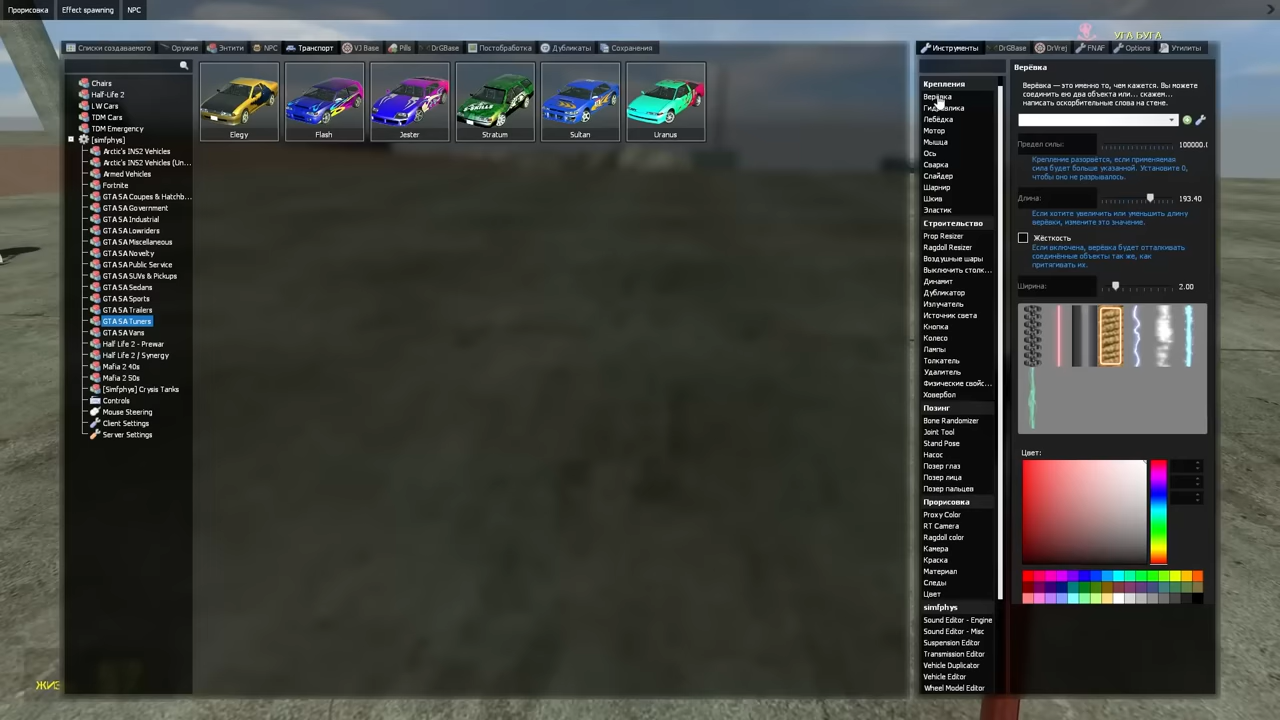 Прорисовка Effect spawning NPC
УГА БУГА
Списки создаваемого Оружие Энтити NPC Транспорт VJ Base Pills DrGBase Постобработка Дубликаты Сохранения
Инструменты DrGBase DrVrej FNAF Options Утилиты
Chairs
Half-Life 2
LW Cars
TDM Cars
TDM Emergency
[simfphys]
Arctic's INS2 Vehicles
Arctic's INS2 Vehicles (Un...
Armed Vehicles
Fortnite
GTA SA Coupes & Hatchb...
GTA SA Government
GTA SA Industrial
GTA SA Lowriders
GTA SA Miscellaneous
GTA SA Novelty
GTA SA Public Service
GTA SA SUVs & Pickups
GTA SA Sedans
GTA SA Sports
GTA SA Trailers
GTA SA Tuners
GTA SA Vans
Half Life 2 - Prewar
Half Life 2 / Synergy
Mafia 2 40s
Mafia 2 50s
[Simfphys] Crysis Tanks
Controls
Mouse Steering
Client Settings
Server Settings
Elegy Flash Jester Stratum Sultan Uranus
Крепления
Верёвка
Гидравлика
Лебёдка
Мотор
Мышца
Ось
Сварка
Слайдер
Шарнир
Шкив
Эластик
Строительство
Prop Resizer
Ragdoll Resizer
Воздушные шары
Выключить столк...
Динамит
Дубликатор
Излучатель
Источник света
Кнопка
Колесо
Лампы
Толкатель
Удалитель
Физические свойс...
Ховербол
Позинг
Bone Randomizer
Joint Tool
Stand Pose
Насос
Позер глаз
Позер лица
Позер пальцев
Прорисовка
Proxy Color
RT Camera
Ragdoll color
Камера
Краска
Материал
Следы
Цвет
simfphys
Sound Editor - Engine
Sound Editor - Misc
Suspension Editor
Transmission Editor
Vehicle Duplicator
Vehicle Editor
Wheel Model Editor
Верёвка
Верёвка — это именно то, чем кажется. Вы можете
соединить ею два объекта или... скажем...
написать оскорбительные слова на стене.
Предел силы: 100000.(
Крепление разорвётся, если применяемая
сила будет больше указанной. Установите 0,
чтобы оно не разрывалось.
Длина: 193.40
Если хотите увеличить или уменьшить длину
верёвки, измените это значение.
Жёсткость
Если включена, верёвка будет отталкивать
соединённые объекты так же, как
притягивать их.
Ширина: 2.00
Цвет:
ЖИЗ